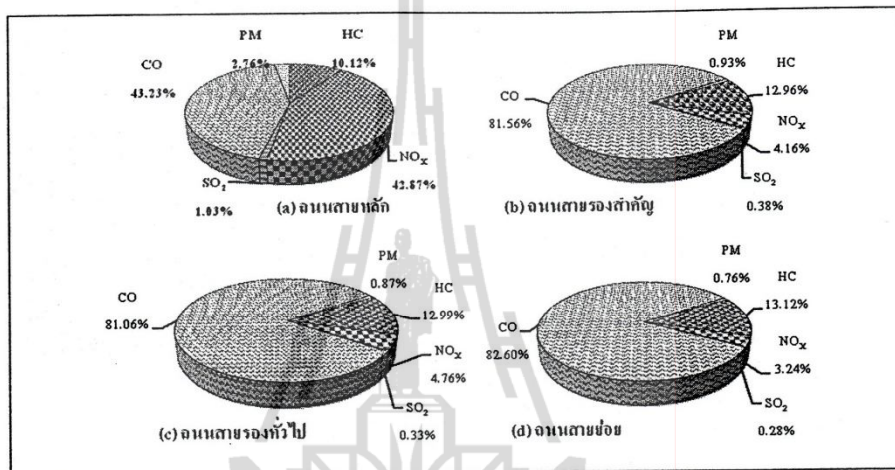 PM
HC
CO
2.76%
10.12%
43.23%
NOx
42.87%
SO2
1.03%
(a) ถนนสายหลัก
PM
0.93%
HC
CO
12.96%
81.56%
NOx
4.16%
SO2
0.38%
(b) ถนนสายรองสำคัญ
PM
0.87%
HC
CO
12.99%
81.06%
NOx
4.76%
SO2
0.33%
(c) ถนนสายรองทั่วไป
PM
0.76%
HC
CO
13.12%
82.60%
NOx
3.24%
SO2
0.28%
(d) ถนนสายย่อย